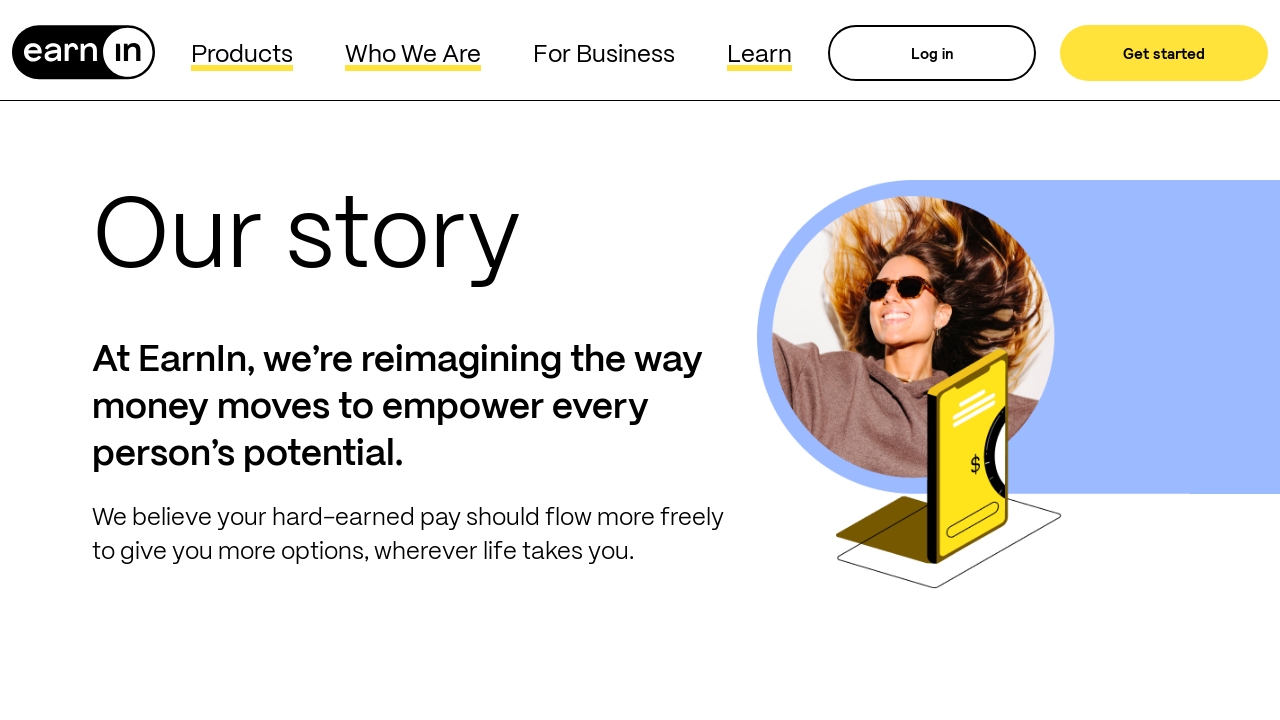 earnin
Products
Who We Are
For Business
Learn
Log in
Get started
Our story
At EarnIn, we’re reimagining the way
money moves to empower every
person’s potential.
We believe your hard-earned pay should flow more freely
to give you more options, wherever life takes you.
$